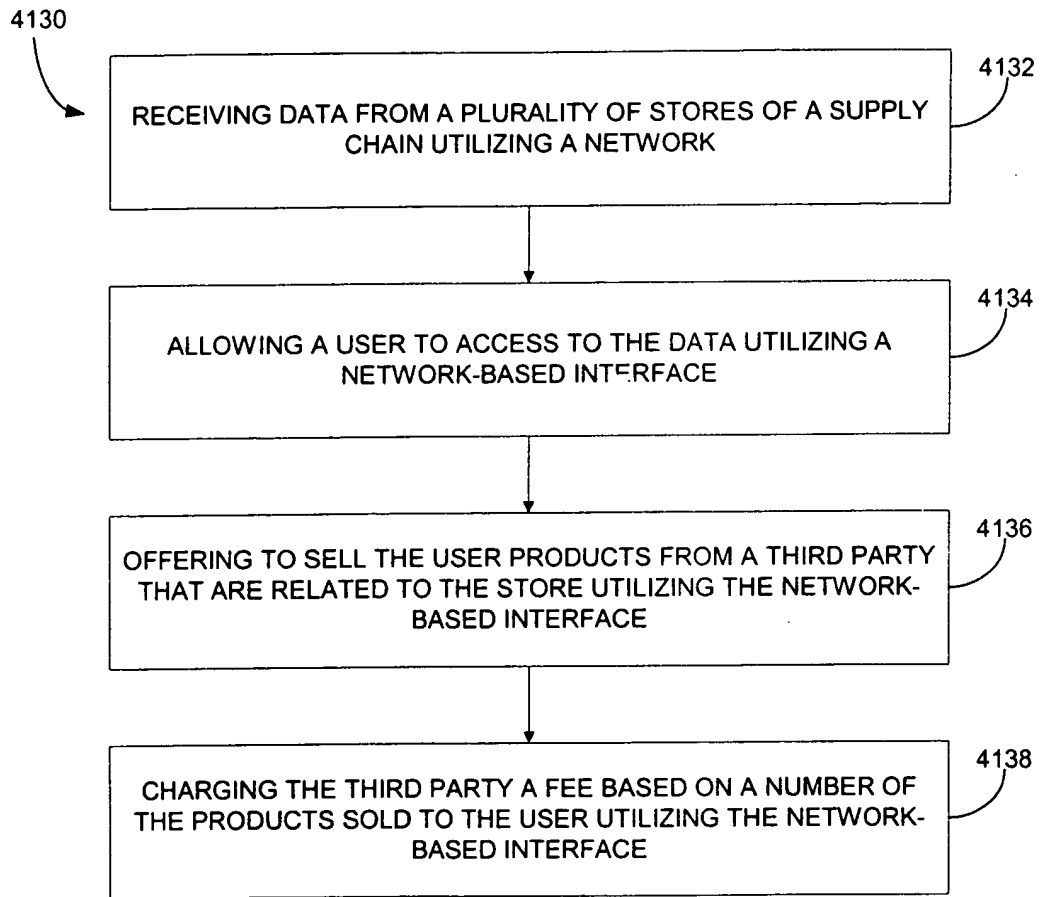 4130
4132
RECEIVING DATA FROM A PLURALITY OF STORES OF A SUPPLY
CHAIN UTILIZING A NETWORK
4134
ALLOWING A USER TO ACCESS TO THE DATA UTILIZING A
NETWORK-BASED INTERFACE
4136
OFFERING TO SELL THE USER PRODUCTS FROM A THIRD PARTY
THAT ARE RELATED TO THE STORE UTILIZING THE NETWORK-
BASED INTERFACE
4138
CHARGING THE THIRD PARTY A FEE BASED ON A NUMBER OF
THE PRODUCTS SOLD TO THE USER UTILIZING THE NETWORK-
BASED INTERFACE